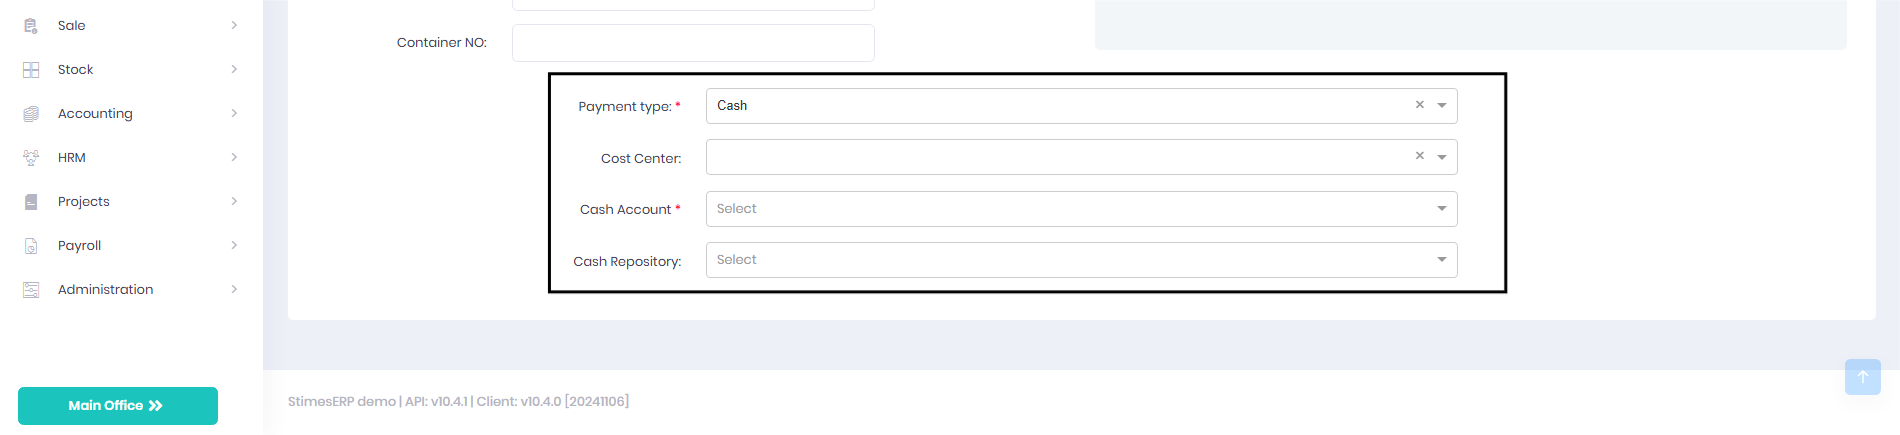 Sale
Stock
Accounting
HRM
Projects
Payroll
Administration
Main Office
Container NO:
Payment type: *
Cash
Cost Center:
Cash Account *
Select
Cash Repository:
Select
StimesERP demo | API: v10.4.1 | Client: v10.4.0 [20241106]